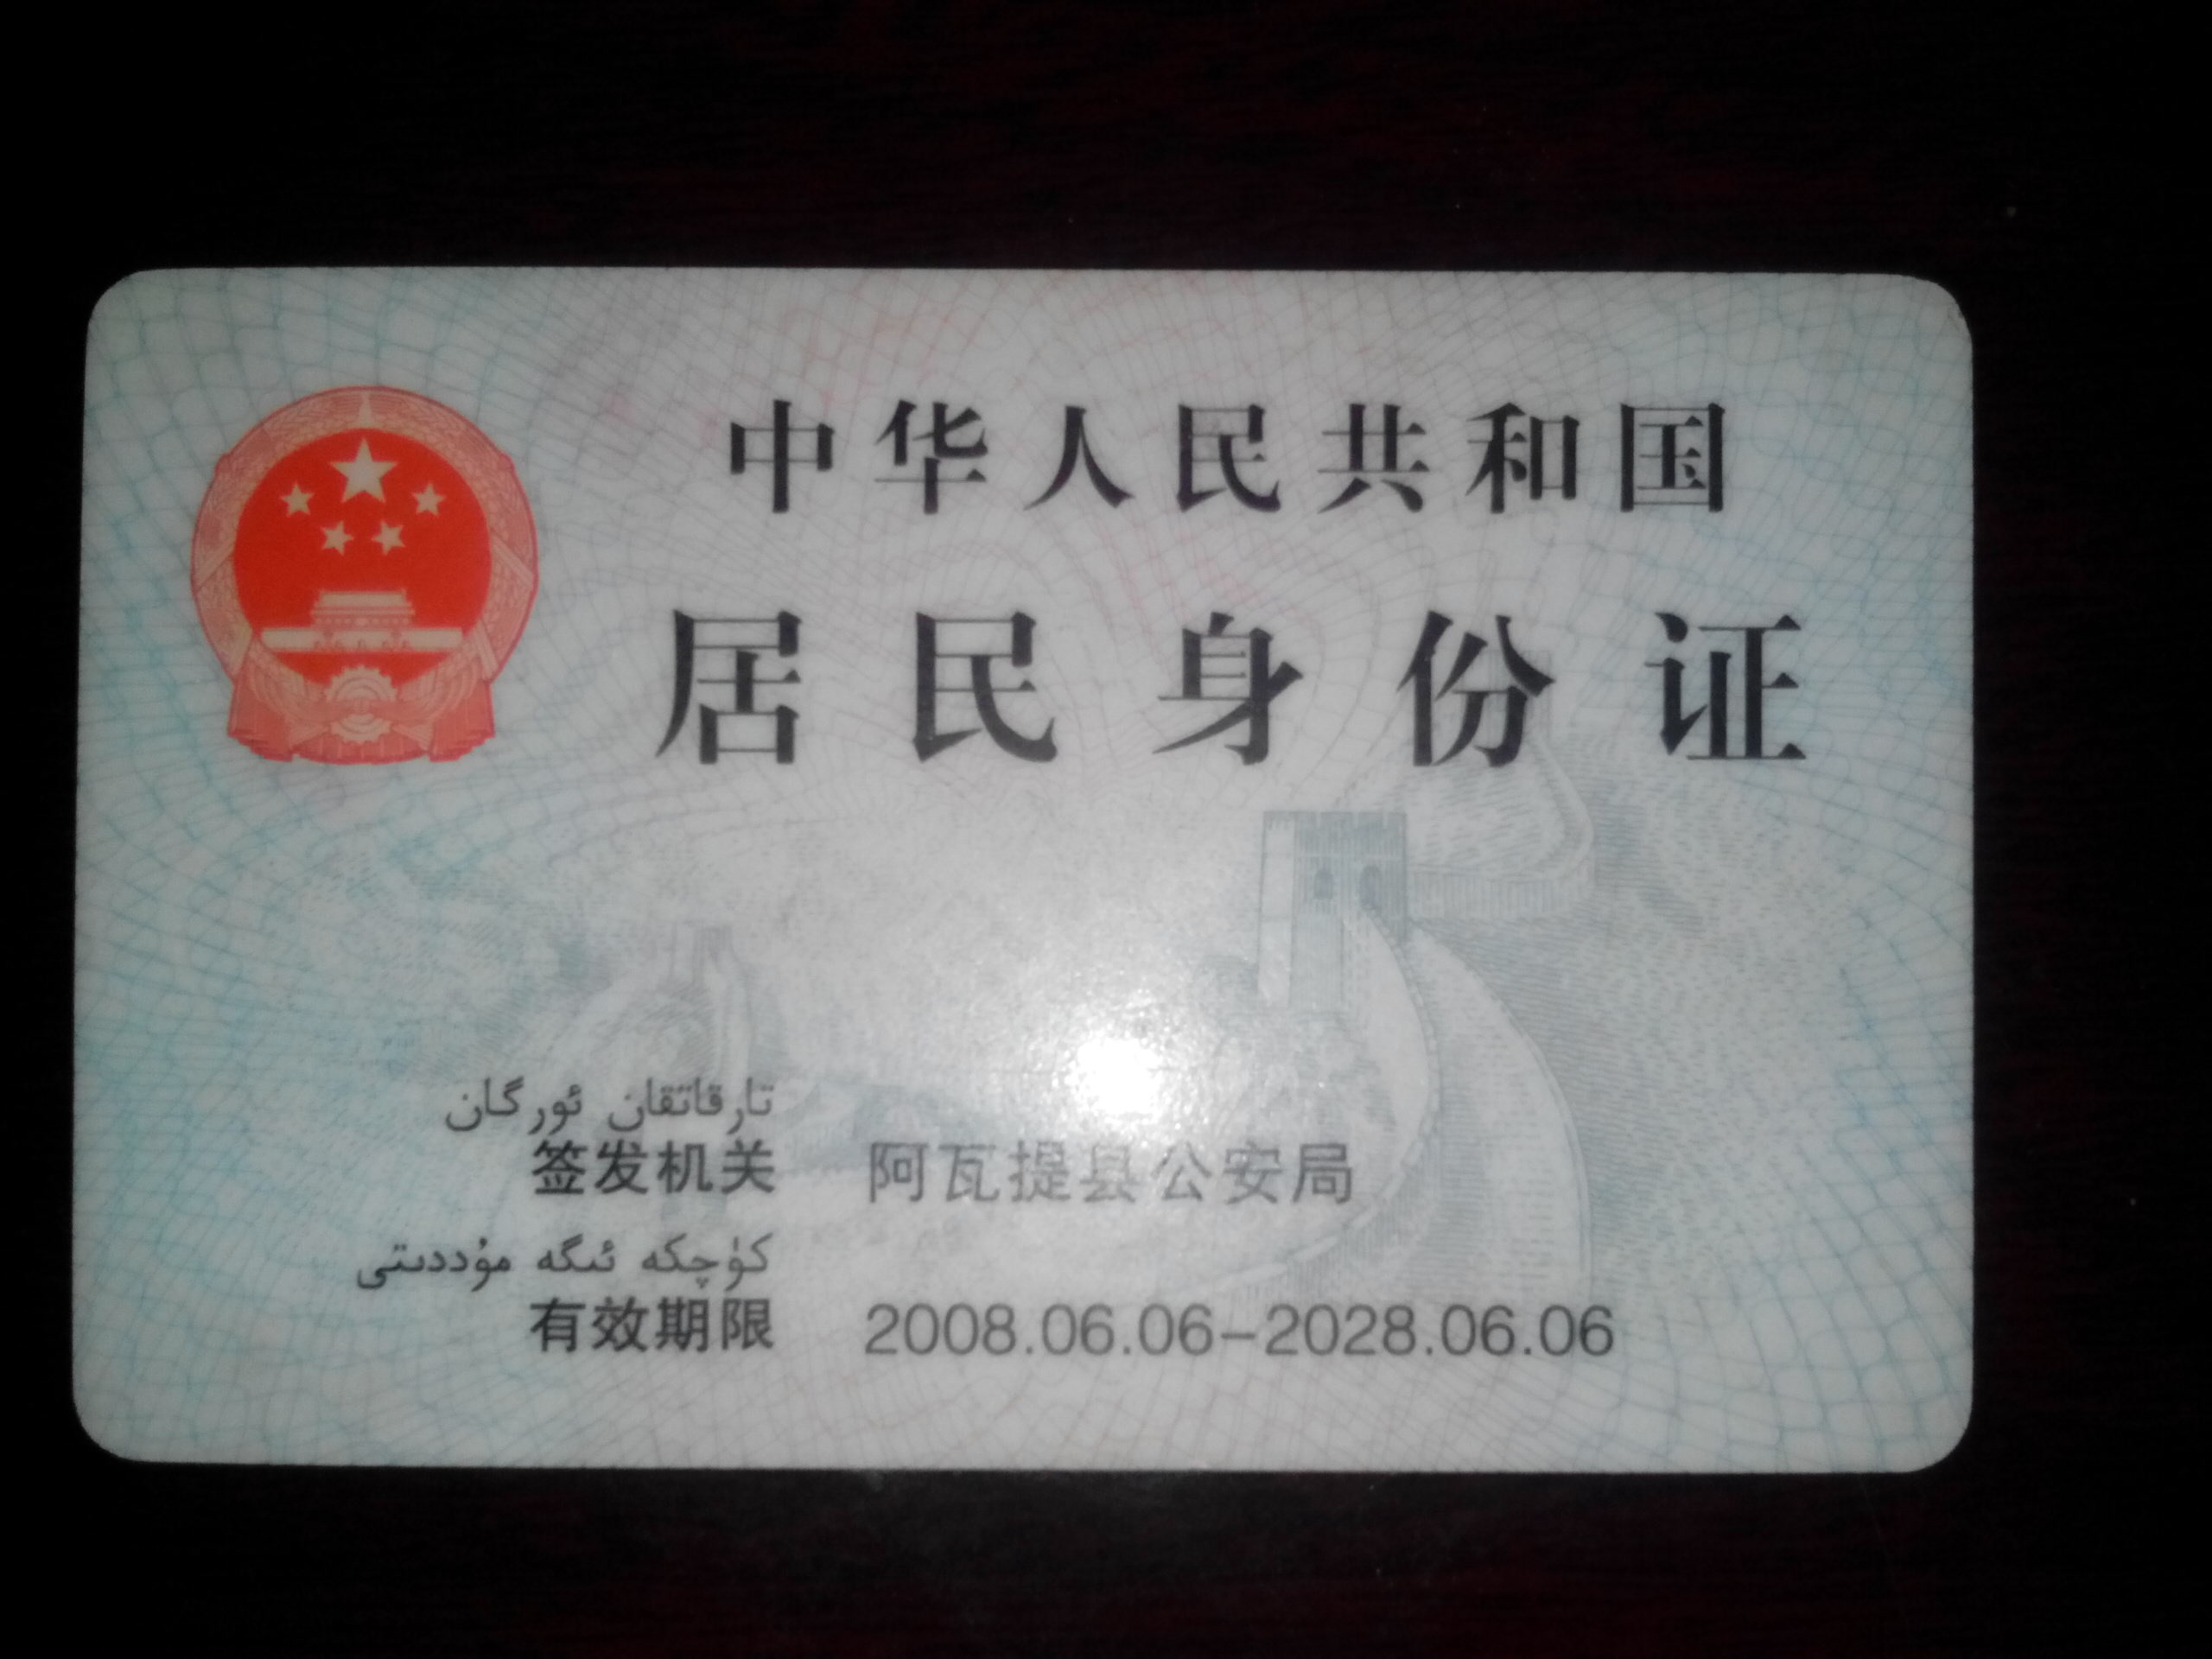 中华人民共和国
居民身份证
تارقاتقان ئورگان
签发机关 阿瓦提县公安局
كۈچكە ئىگە مۇددىتى
有效期限 2008.06.06-2028.06.06